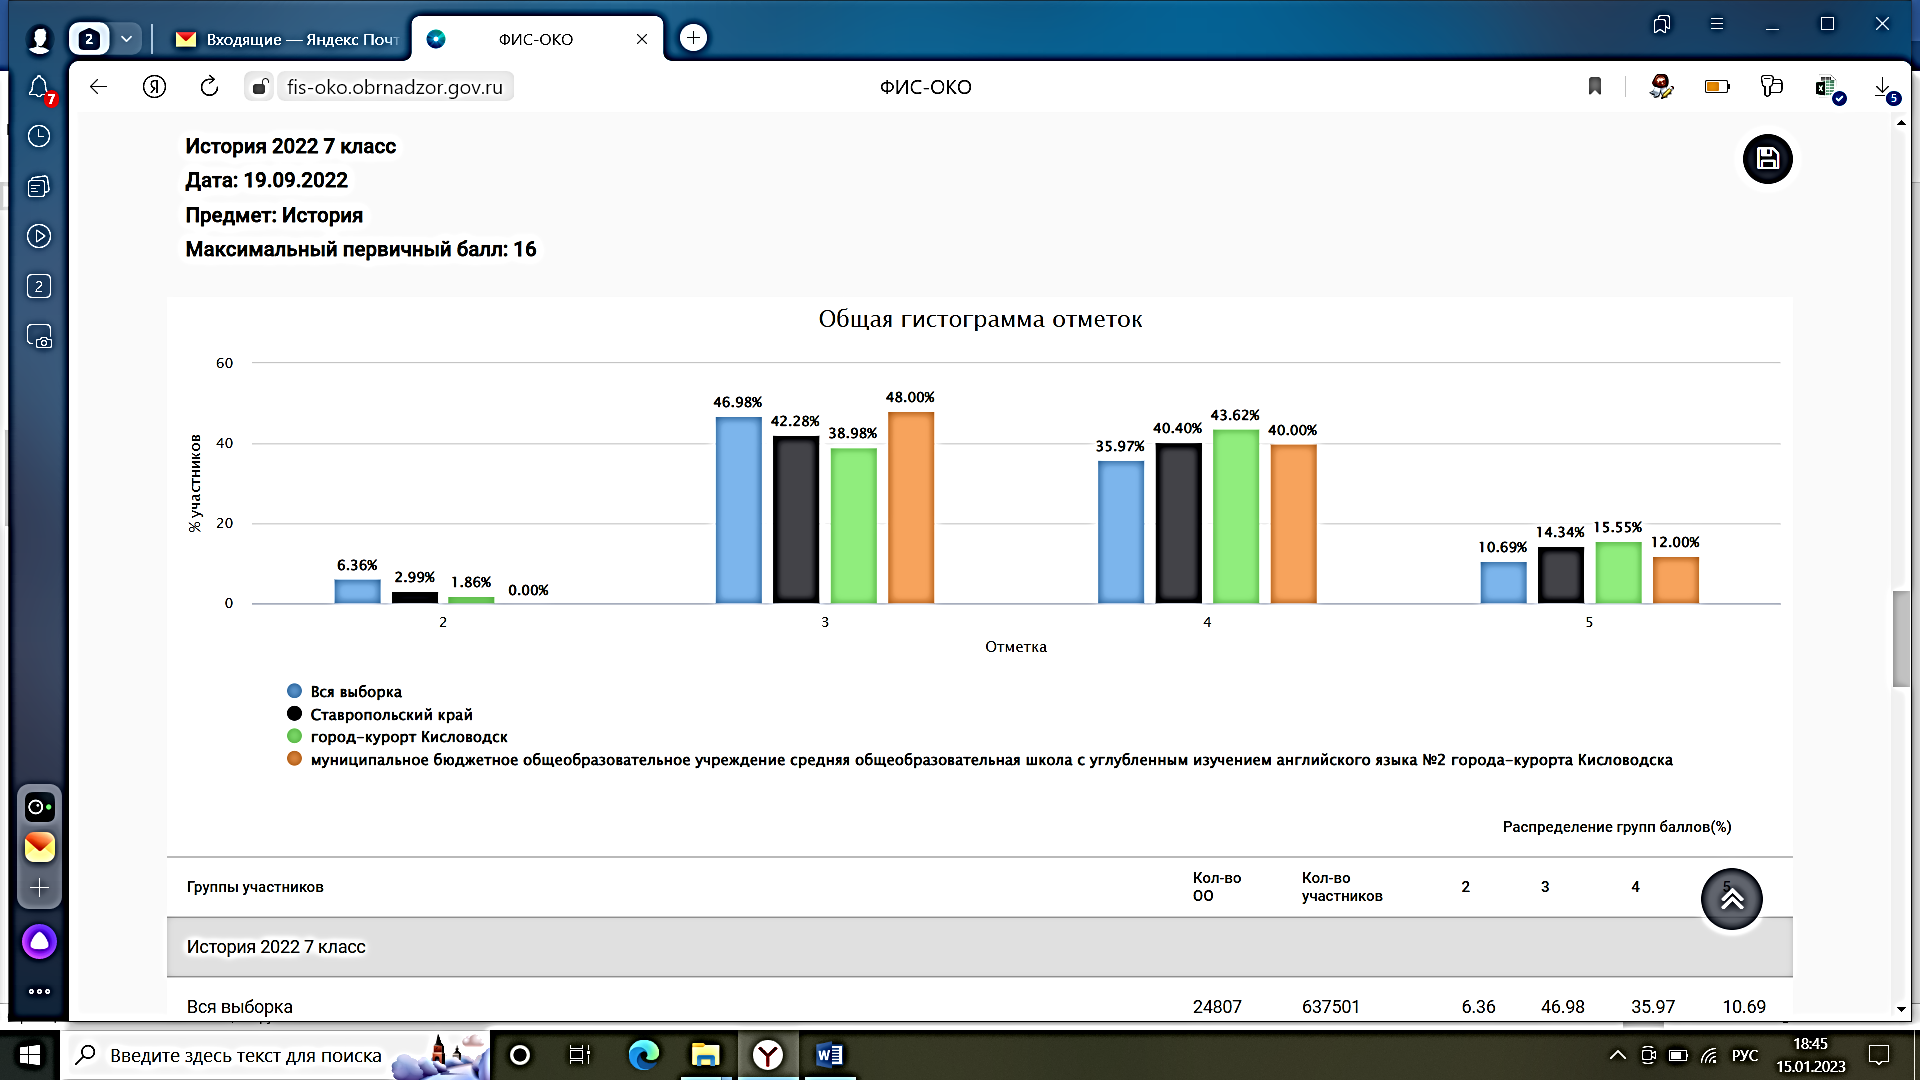 2
Входящие — Яндекс Почт
ФИС-ОКО
7
fis-oko.obrnadzor.gov.ru
ФИС-ОКО
5
2
История 2022 7 класс
Дата: 19.09.2022
Предмет: История
Максимальный первичный балл: 16
Общая гистограмма отметок
% участников
60
40
20
0
6.36%
2.99%
1.86%
0.00%
46.98%
42.28%
38.98%
48.00%
35.97%
40.40%
43.62%
40.00%
10.69%
14.34%
15.55%
12.00%
2
3
4
5
Отметка
Вся выборка
Ставропольский край
город-курорт Кисловодск
муниципальное бюджетное общеобразовательное учреждение средняя общеобразовательная школа с углубленным изучением английского языка №2 города-курорта Кисловодска
Распределение групп баллов(%)
Группы участников
Кол-во ОО
Кол-во участников
2
3
4
5
История 2022 7 класс
Вся выборка 24807 637501 6.36 46.98 35.97 10.69
Введите здесь текст для поиска
РУС
18:45
15.01.2023